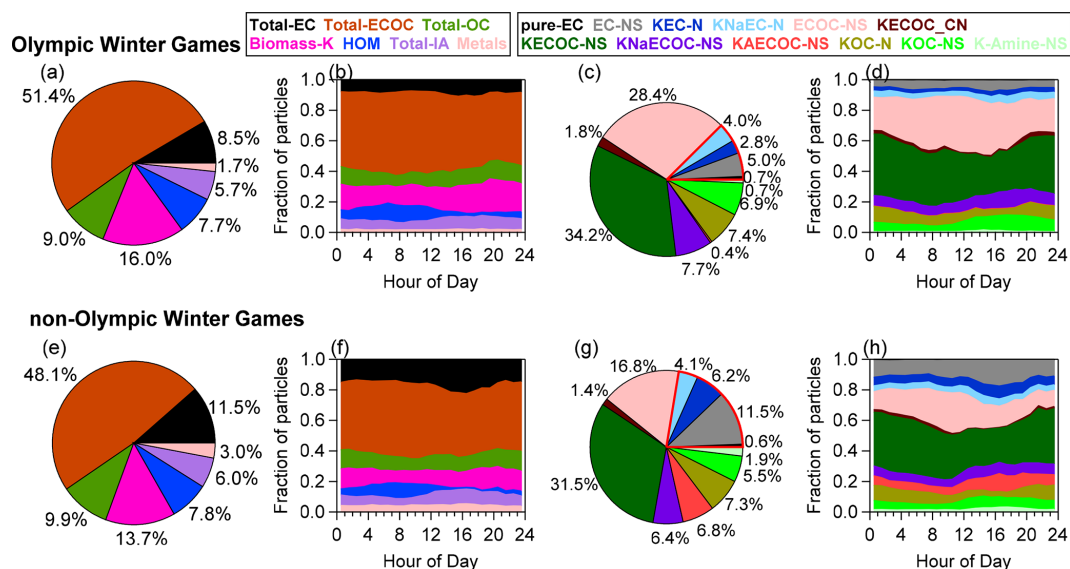 Total-EC Total-ECOC Total-OC
Biomass-K HOM Total-IA Metals
pure-EC EC-NS KEC-N KNaEC-N ECOC-NS KECOC_CN
KECOC-NS KNaECOC-NS KAECOC-NS KOC-N KOC-NS K-Amine-NS
Olympic Winter Games
(a)
51.4%
8.5%
1.7%
5.7%
7.7%
16.0%
9.0%
(b)
Fraction of particles
1.0
0.8
0.6
0.4
0.2
0.0
0 4 8 12 16 20 24
Hour of Day
(c)
28.4%
4.0%
2.8%
5.0%
0.7%
0.7%
6.9%
7.4%
0.4%
7.7%
34.2%
1.8%
(d)
Fraction of particles
1.0
0.8
0.6
0.4
0.2
0.0
0 4 8 12 16 20 24
Hour of Day
non-Olympic Winter Games
(e)
48.1%
11.5%
3.0%
6.0%
7.8%
13.7%
9.9%
(f)
Fraction of particles
1.0
0.8
0.6
0.4
0.2
0.0
0 4 8 12 16 20 24
Hour of Day
(g)
16.8%
4.1%
6.2%
11.5%
0.6%
1.9%
5.5%
7.3%
6.8%
6.4%
31.5%
1.4%
(h)
Fraction of particles
1.0
0.8
0.6
0.4
0.2
0.0
0 4 8 12 16 20 24
Hour of Day